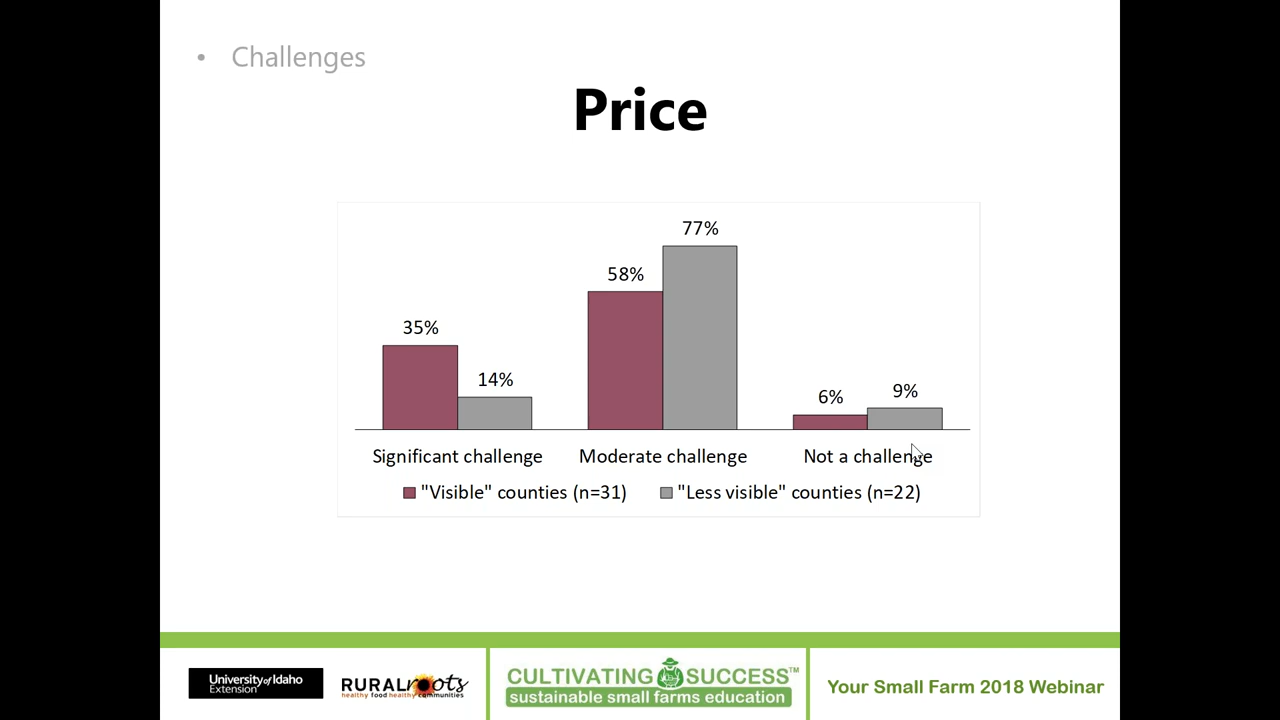 • Challenges
Price
77%
58%
35%
14%
6%
9%
Significant challenge
Moderate challenge
Not a challenge
"Visible" counties (n=31)
"Less visible" counties (n=22)
University of Idaho
Extension
RURALroots
healthy food healthy communities
CULTIVATING SUCCESS™
sustainable small farms education
Your Small Farm 2018 Webinar